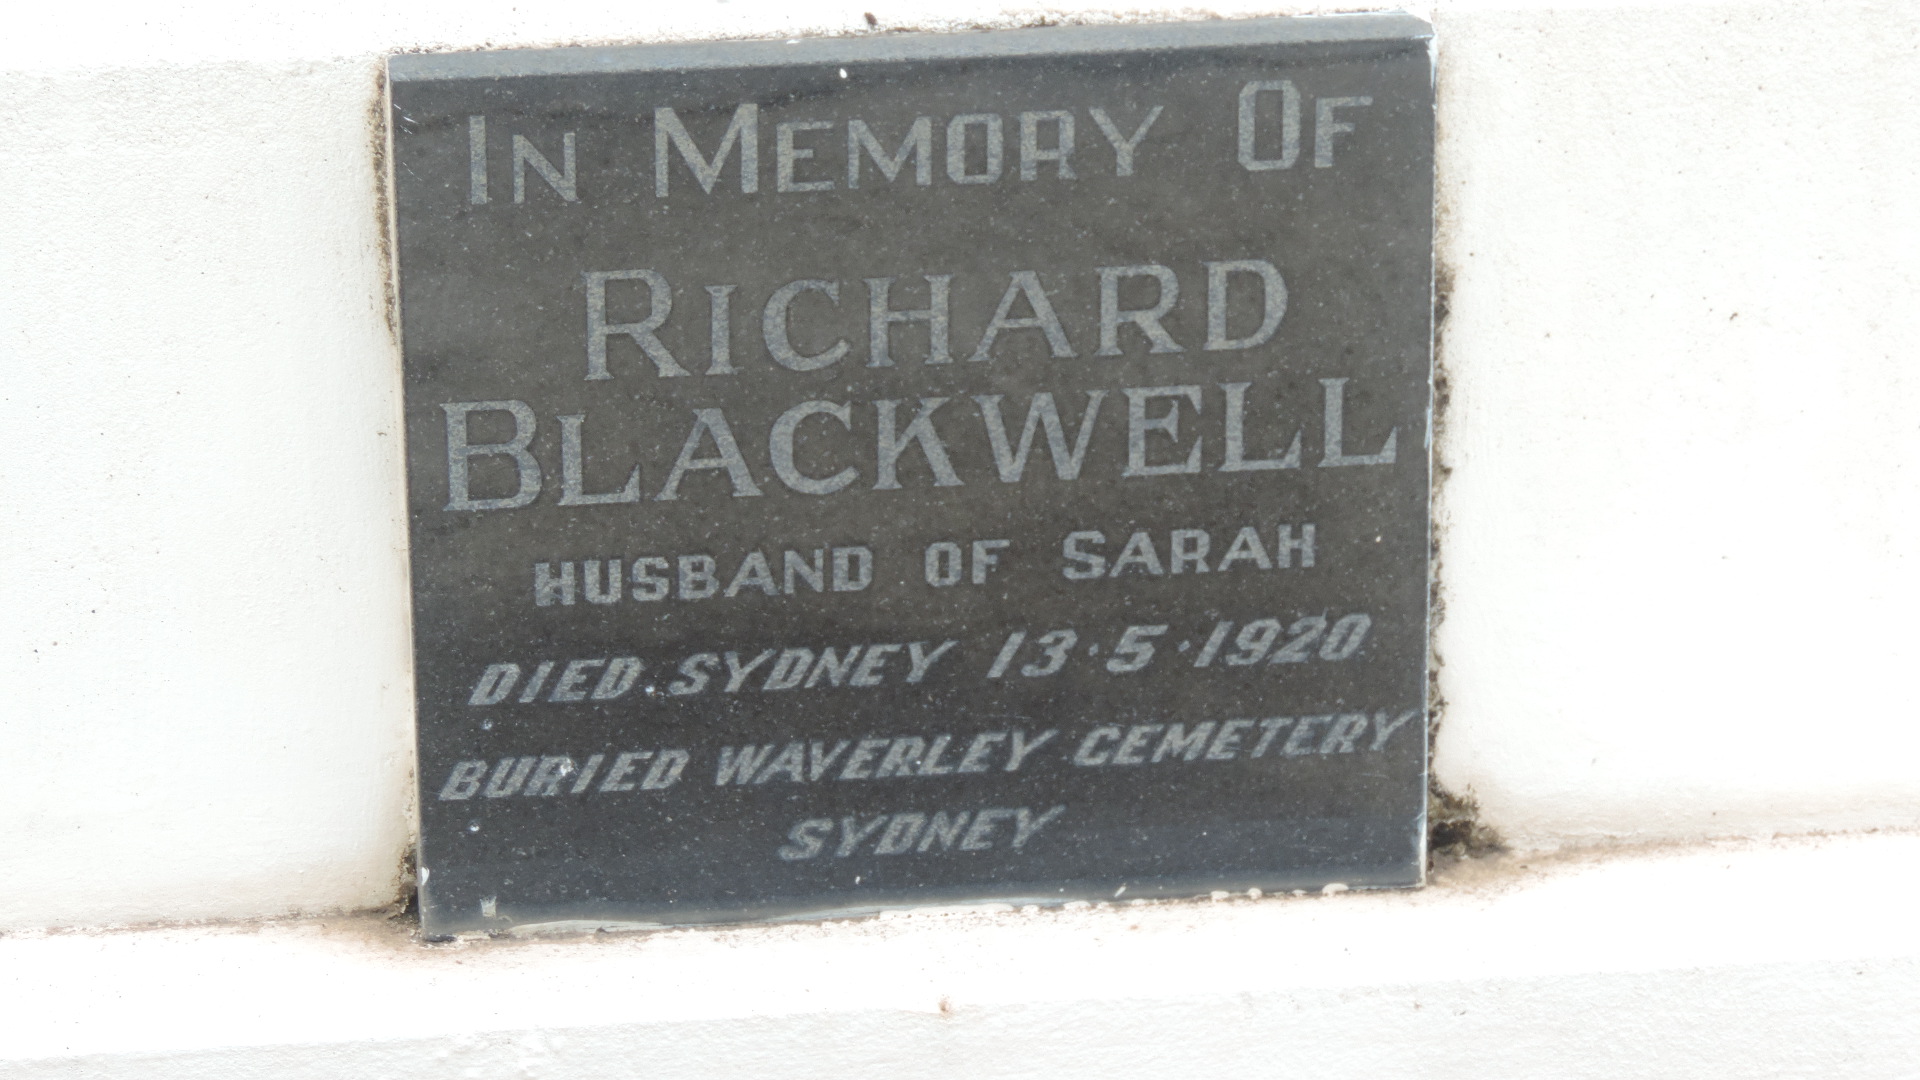 IN MEMORY OF
RICHARD
BLACKWELL
HUSBAND OF SARAH
DIED SYDNEY 13·5·1920
BURIED WAVERLEY CEMETERY
SYDNEY